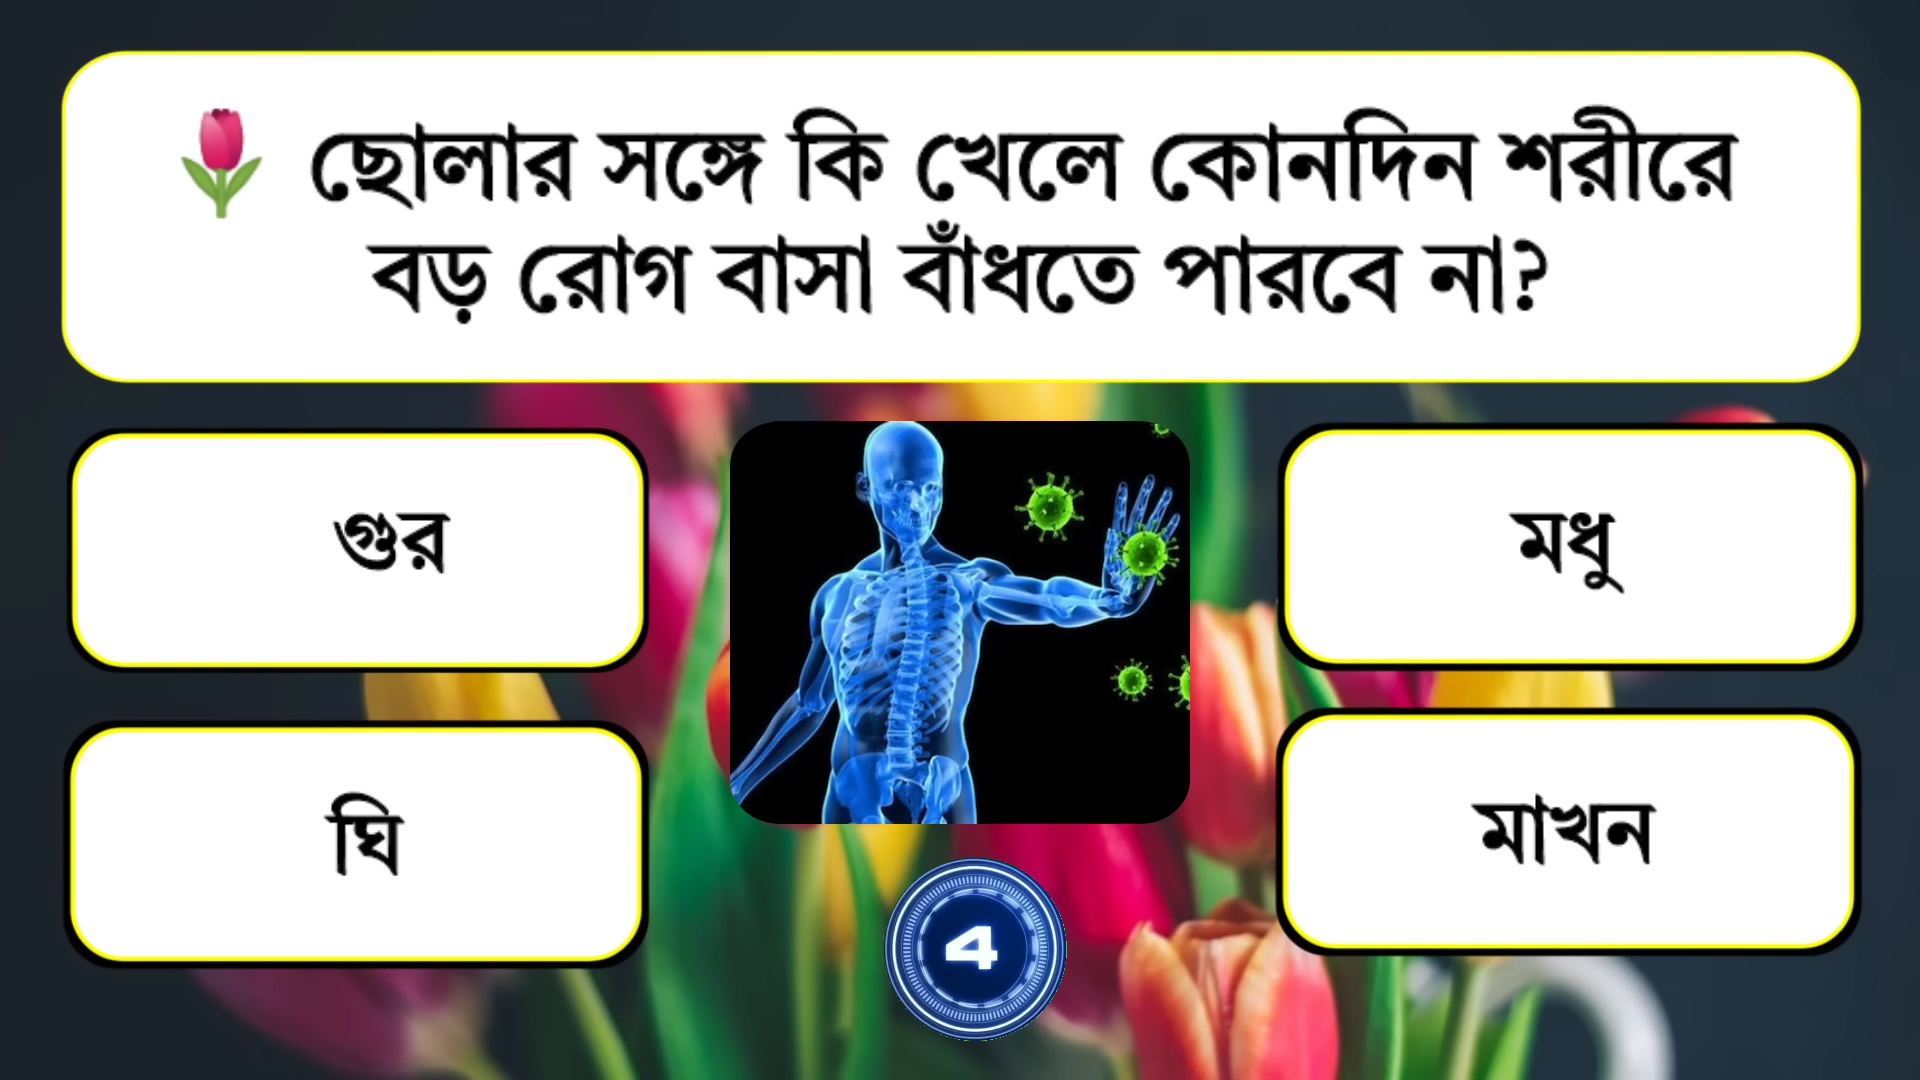 🌷 ছোলার সঙ্গে কি খেলে কোনদিন শরীরে
বড় রোগ বাসা বাঁধতে পারবে না?
গুর
মধু
ঘি
মাখন
4